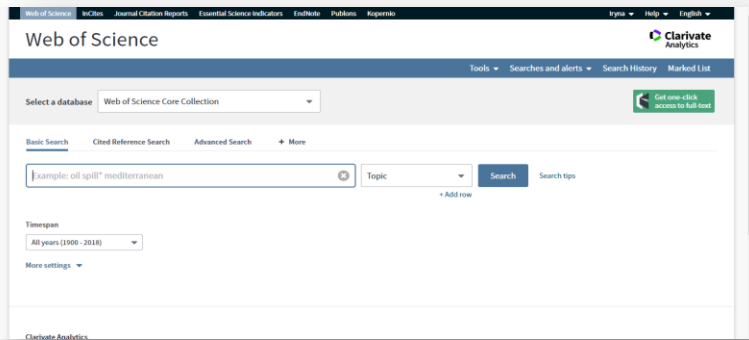 Web of Science InCites Journal Citation Reports Essential Science Indicators EndNote Publons Kopernio Iryna Help English
Web of Science
Clarivate
Analytics
Tools Searches and alerts Search History Marked List
Select a database Web of Science Core Collection
Get one-click
access to full-text
Basic Search Cited Reference Search Advanced Search + More
Example: oil spill* mediterranean Topic Search Search tips
+ Add row
Timespan
All years (1900 - 2018)
More settings
Clarivate Analytics